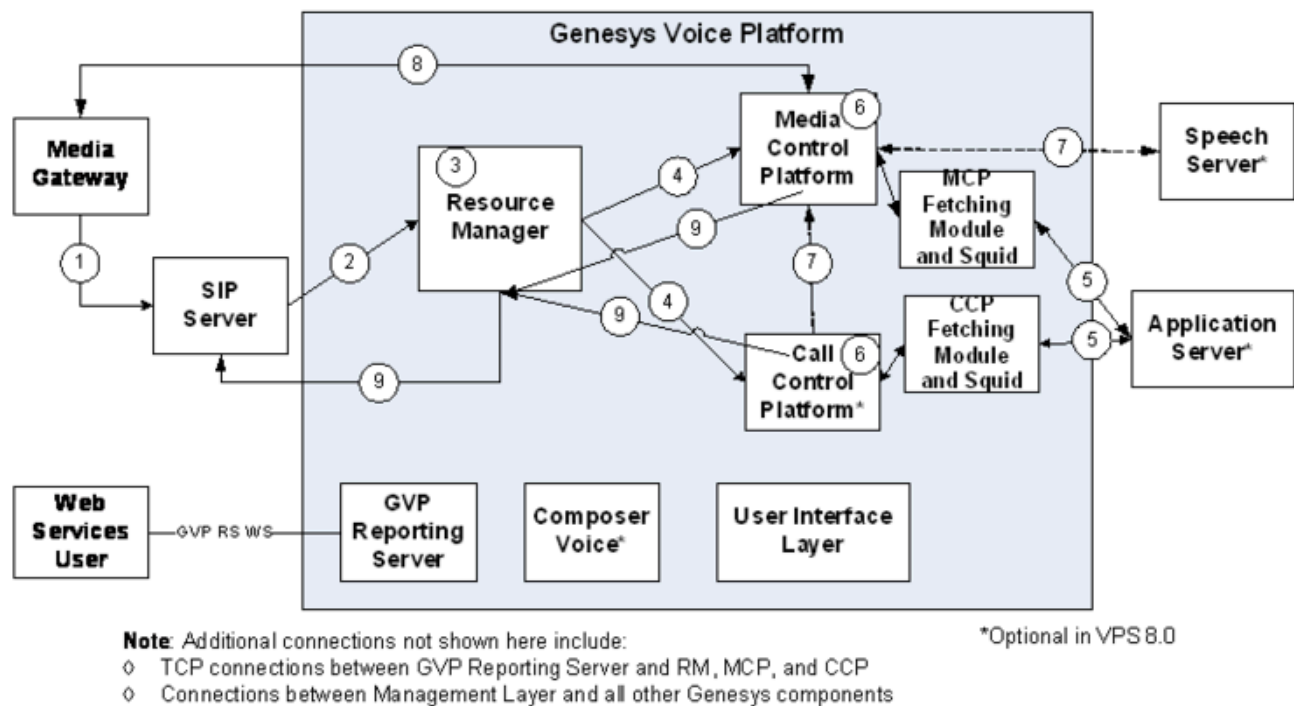 Genesys Voice Platform
8
Media
Gateway
1
SIP
Server
2
3
Resource
Manager
4
4
9
9
9
6
Media
Control
Platform
7
7
MCP
Fetching
Module
and Squid
Speech
Server*
5
5
CCP
Fetching
Module
and Squid
Application
Server*
6
Call
Control
Platform*
Web
Services
User
GVP RS WS
GVP
Reporting
Server
Composer
Voice*
User Interface
Layer
Note: Additional connections not shown here include:
◊ TCP connections between GVP Reporting Server and RM, MCP, and CCP
◊ Connections between Management Layer and all other Genesys components
*Optional in VPS 8.0